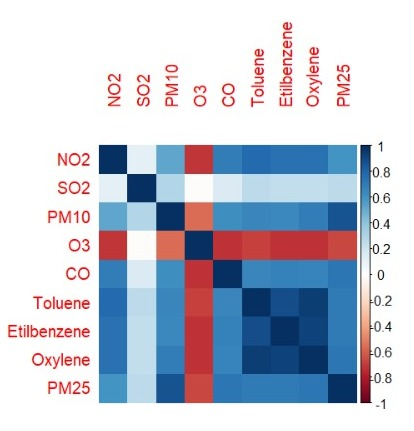 NO2 SO2 PM10 O3 CO Toluene Etilbenzene Oxylene PM25
NO2
SO2
PM10
O3
CO
Toluene
Etilbenzene
Oxylene
PM25
1
0.8
0.6
0.4
0.2
0
-0.2
-0.4
-0.6
-0.8
-1